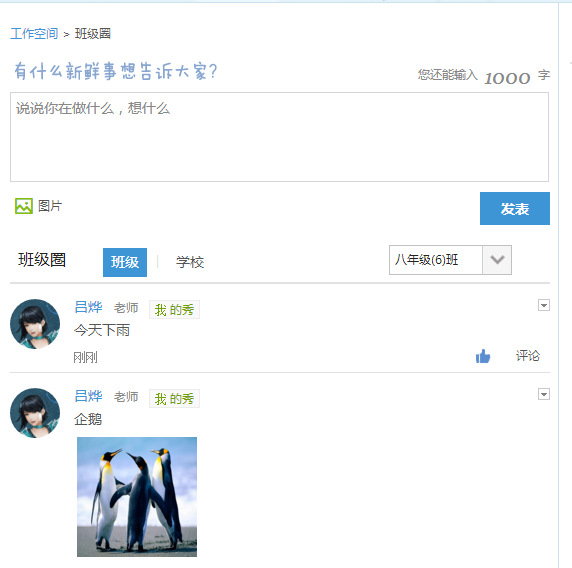 工作空间 > 班级圈
有什么新鲜事想告诉大家? 您还能输入 1000 字
说说你在做什么，想什么
图片 发表
班级圈 班级 学校 八年级(6)班
吕烨 老师 我的秀
今天下雨
刚刚 评论
吕烨 老师 我的秀
企鹅